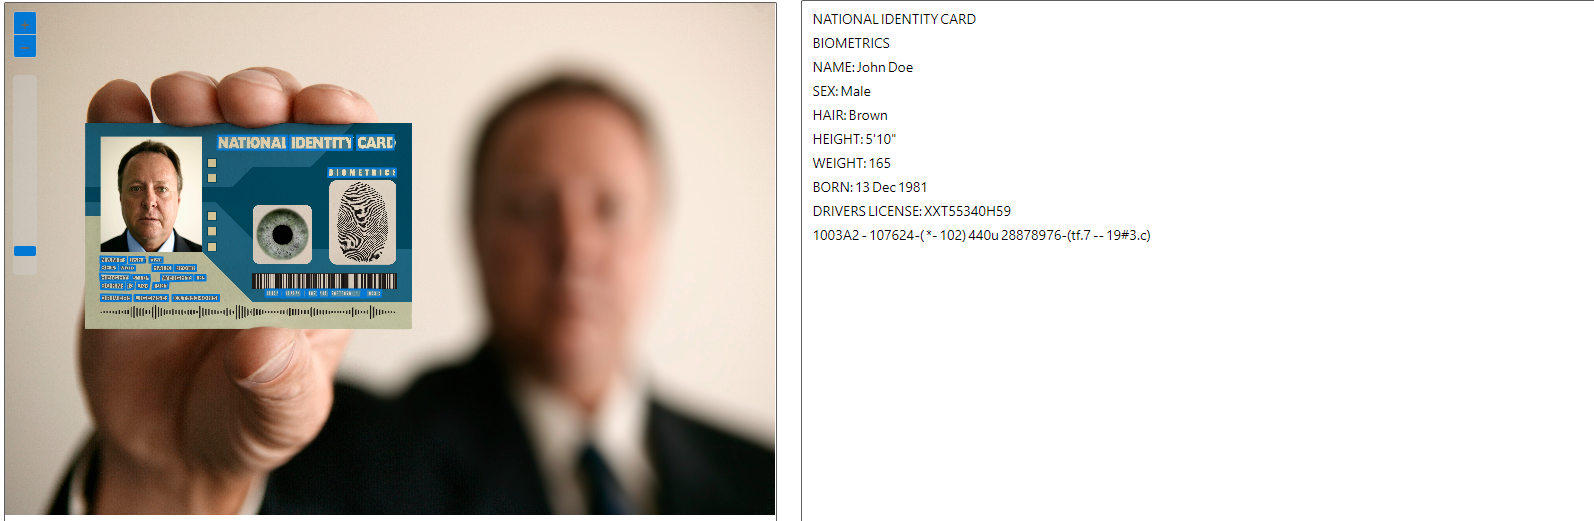 NATIONAL IDENTITY CARD
BIOMETRICS
NATIONAL IDENTITY CARD
BIOMETRICS
NAME: John Doe
SEX: Male
HAIR: Brown
HEIGHT: 5'10"
WEIGHT: 165
BORN: 13 Dec 1981
DRIVERS LICENSE: XXT55340H59
1003A2 - 107624-( *- 102) 440u 28878976-(tf.7 -- 19#3.c)